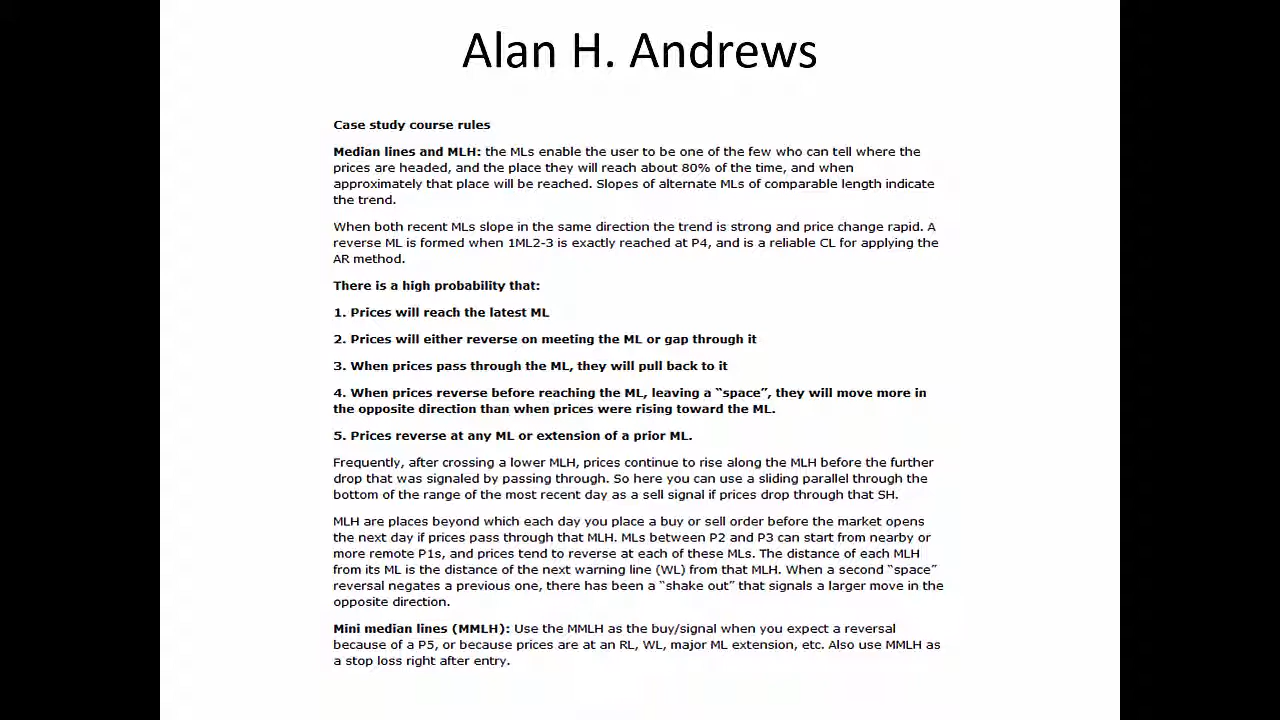 Alan H. Andrews
Case study course rules
Median lines and MLH: the MLs enable the user to be one of the few who can tell where the
prices are headed, and the place they will reach about 80% of the time, and when
approximately that place will be reached. Slopes of alternate MLs of comparable length indicate
the trend.
When both recent MLs slope in the same direction the trend is strong and price change rapid. A
reverse ML is formed when 1ML2-3 is exactly reached at P4, and is a reliable CL for applying the
AR method.
There is a high probability that:
1. Prices will reach the latest ML
2. Prices will either reverse on meeting the ML or gap through it
3. When prices pass through the ML, they will pull back to it
4. When prices reverse before reaching the ML, leaving a “space”, they will move more in
the opposite direction than when prices were rising toward the ML.
5. Prices reverse at any ML or extension of a prior ML.
Frequently, after crossing a lower MLH, prices continue to rise along the MLH before the further
drop that was signaled by passing through. So here you can use a sliding parallel through the
bottom of the range of the most recent day as a sell signal if prices drop through that SH.
MLH are places beyond which each day you place a buy or sell order before the market opens
the next day if prices pass through that MLH. MLs between P2 and P3 can start from nearby or
more remote P1s, and prices tend to reverse at each of these MLs. The distance of each MLH
from its ML is the distance of the next warning line (WL) from that MLH. When a second “space”
reversal negates a previous one, there has been a “shake out” that signals a larger move in the
opposite direction.
Mini median lines (MMLH): Use the MMLH as the buy/signal when you expect a reversal
because of a P5, or because prices are at an RL, WL, major ML extension, etc. Also use MMLH as
a stop loss right after entry.